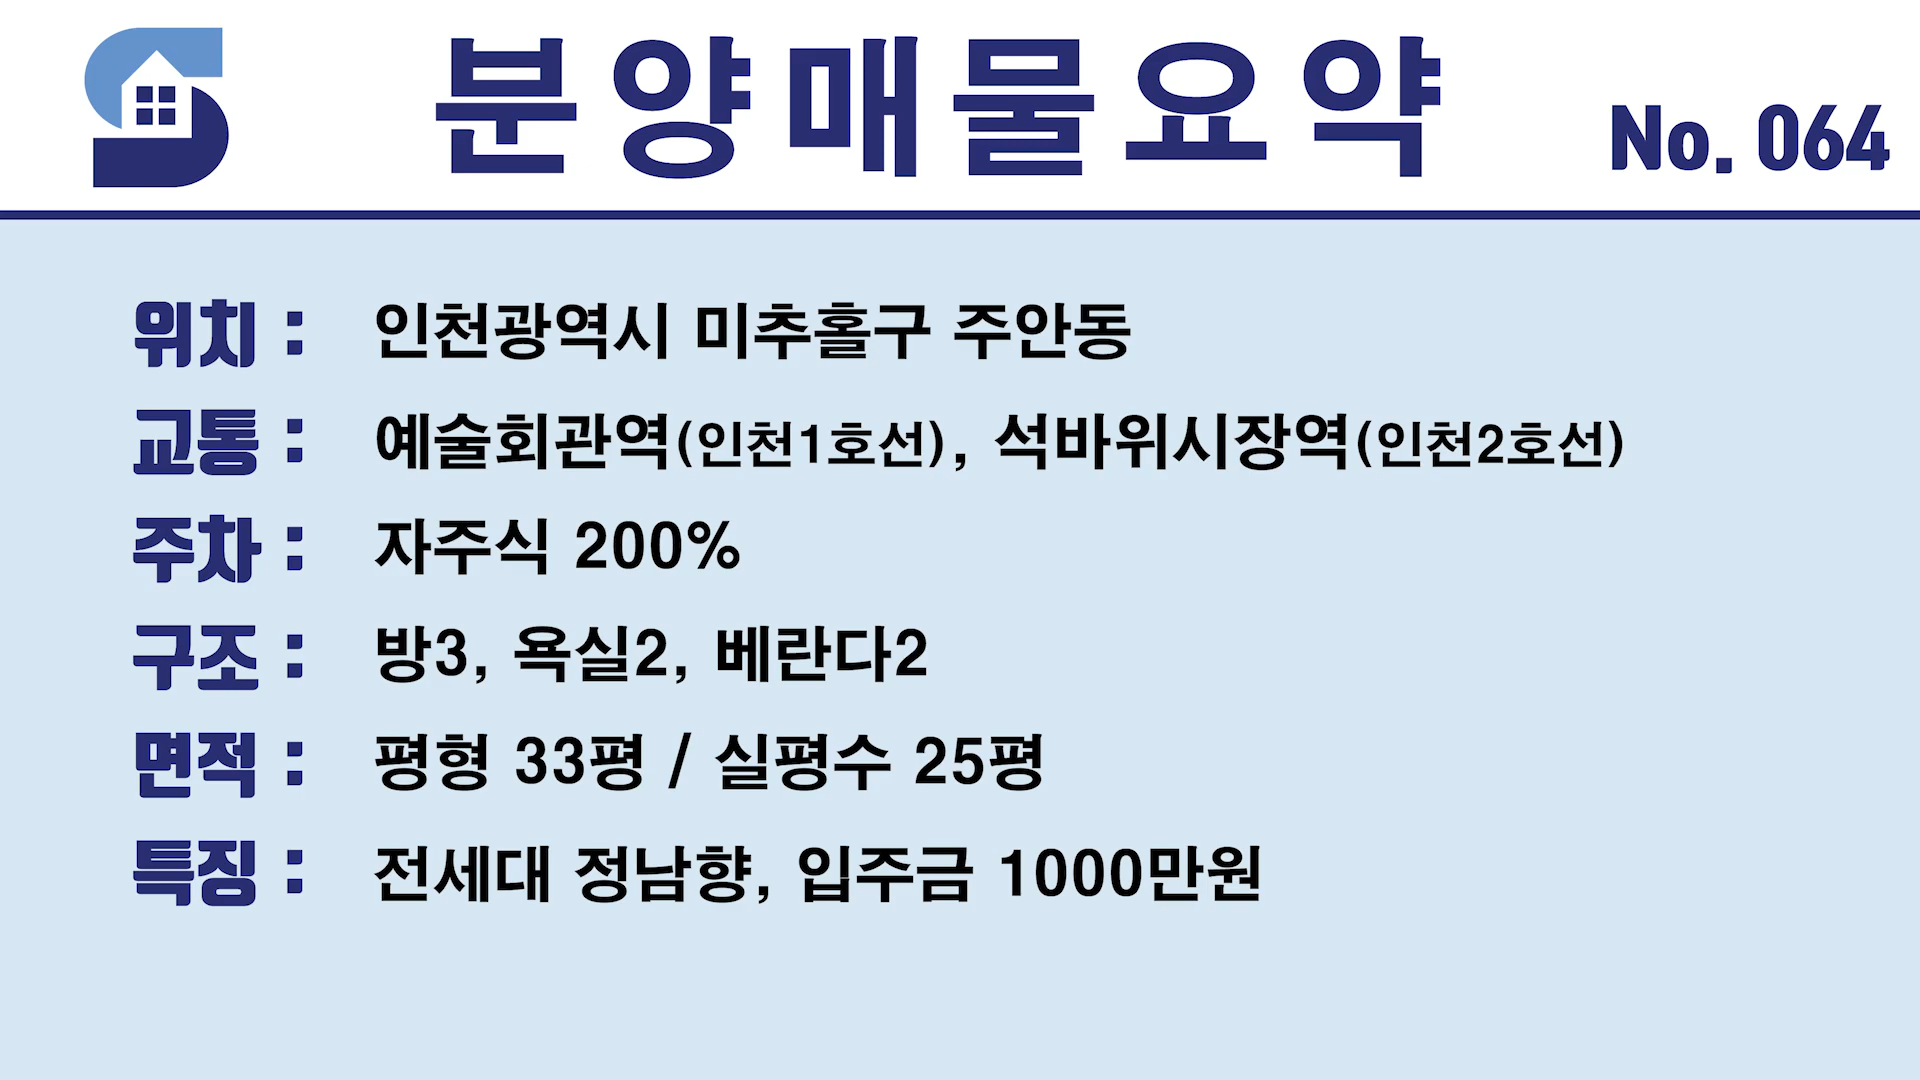 분양매물요약 No. 064
위치 : 인천광역시 미추홀구 주안동
교통 : 예술회관역(인천1호선), 석바위시장역(인천2호선)
주차 : 자주식 200%
구조 : 방3, 욕실2, 베란다2
면적 : 평형 33평 / 실평수 25평
특징 : 전세대 정남향, 입주금 1000만원